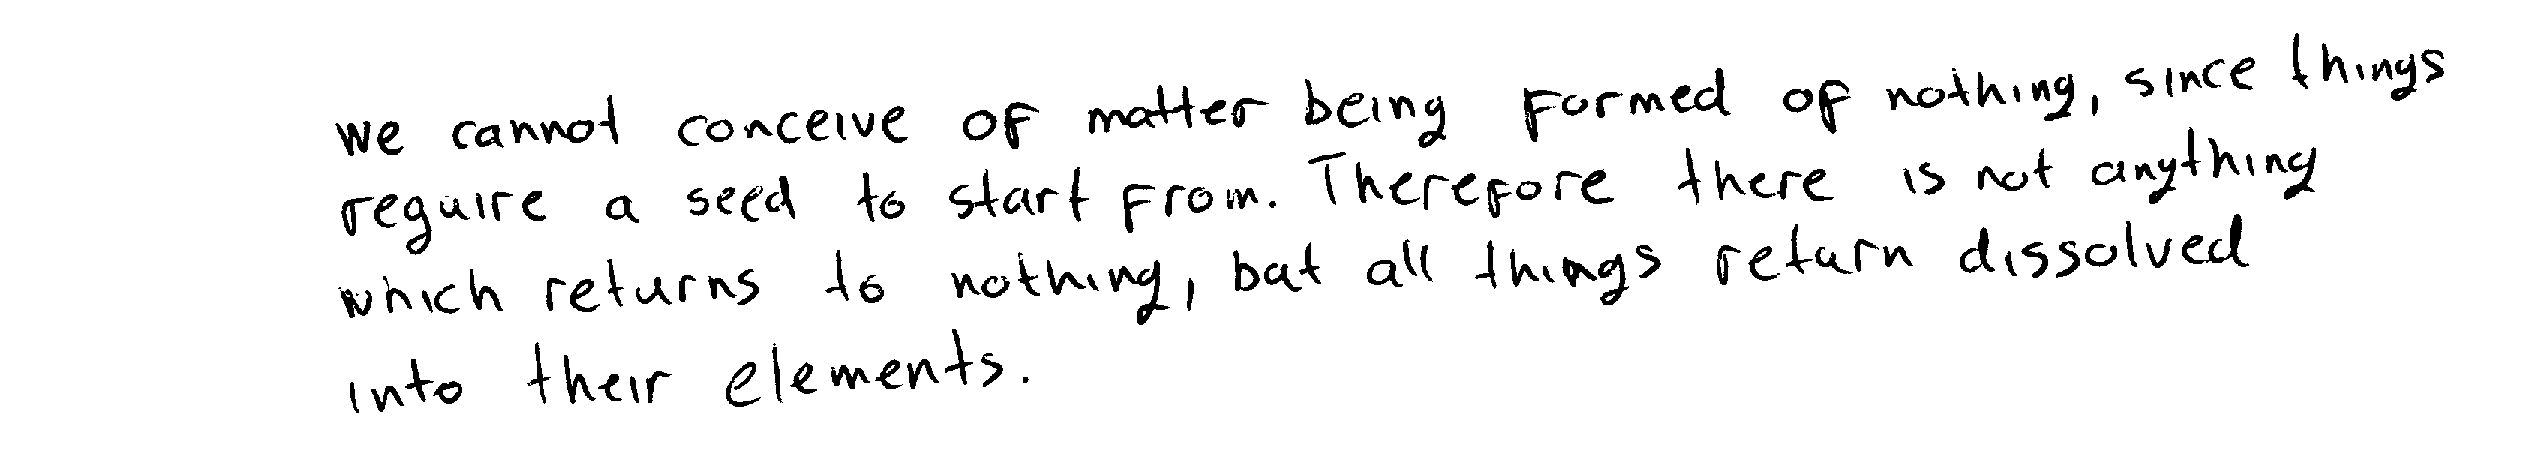 we cannot conceive of matter being formed of nothing, since things
require a seed to start from. Therefore there is not anything
which returns to nothing, but all things return dissolved
into their elements.